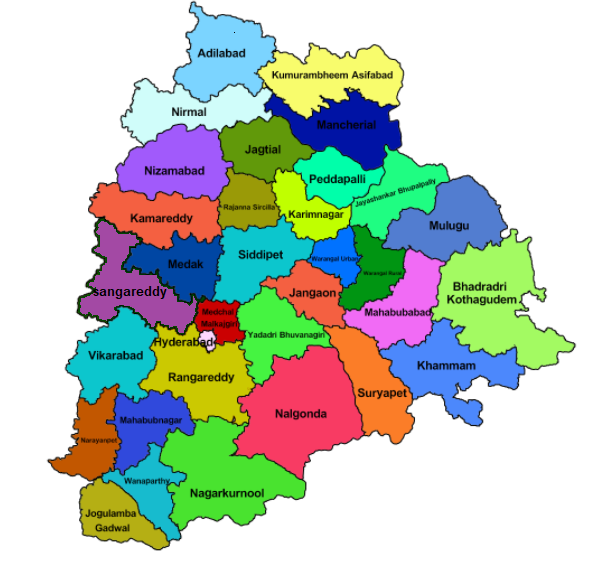 Adilabad
Kumurambheem Asifabad
Nirmal
Mancherial
Jagtial
Nizamabad
Peddapalli
Jayashankar Bhupalpally
Rajanna Sircilla
Karimnagar
Kamareddy
Mulugu
Siddipet
Warangal Urban
Medak
Warangal Rural
sangareddy
Jangaon
Bhadradri
Kothagudem
Medchal
Malkajgiri
Mahabubabad
Yadadri Bhuvanagiri
Hyderabad
Vikarabad
Khammam
Rangareddy
Suryapet
Nalgonda
Mahabubnagar
Narayanpet
Wanaparthy
Nagarkurnool
Jogulamba
Gadwal